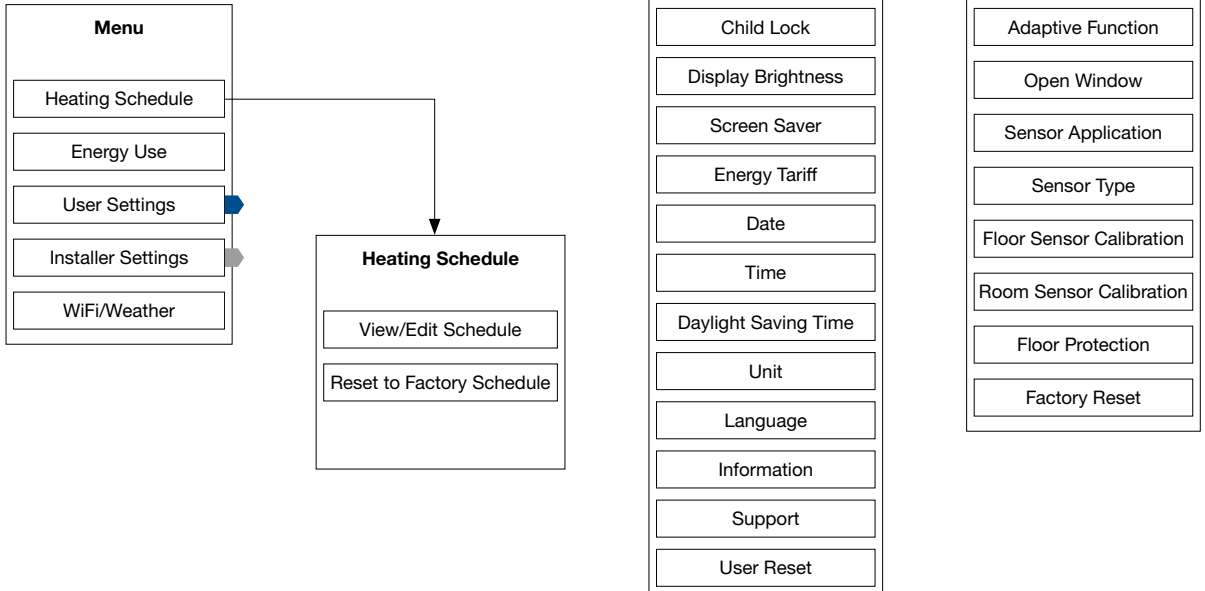 Menu
Heating Schedule
Energy Use
User Settings
Installer Settings
WiFi/Weather
Heating Schedule
View/Edit Schedule
Reset to Factory Schedule
Child Lock
Display Brightness
Screen Saver
Energy Tariff
Date
Time
Daylight Saving Time
Unit
Language
Information
Support
User Reset
Adaptive Function
Open Window
Sensor Application
Sensor Type
Floor Sensor Calibration
Room Sensor Calibration
Floor Protection
Factory Reset